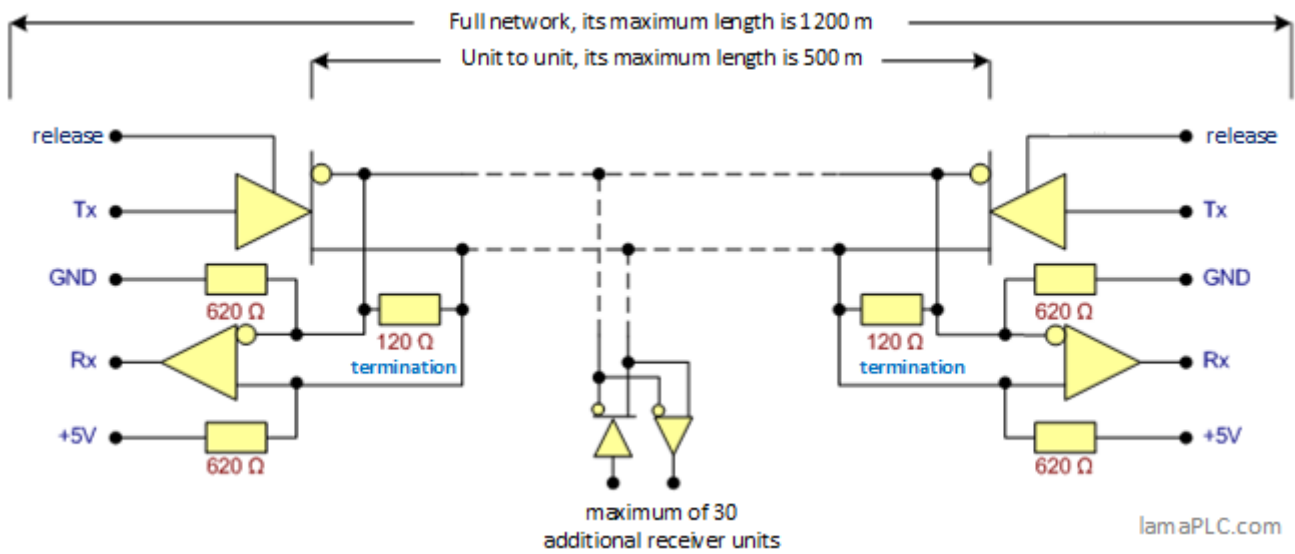 Full network, its maximum length is 1200 m
Unit to unit, its maximum length is 500 m
release
release
Tx
Tx
GND
GND
620 Ω
120 Ω
120 Ω
620 Ω
Rx
termination
termination
Rx
+5V
+5V
620 Ω
620 Ω
maximum of 30
additional receiver units
lamaPLC.com